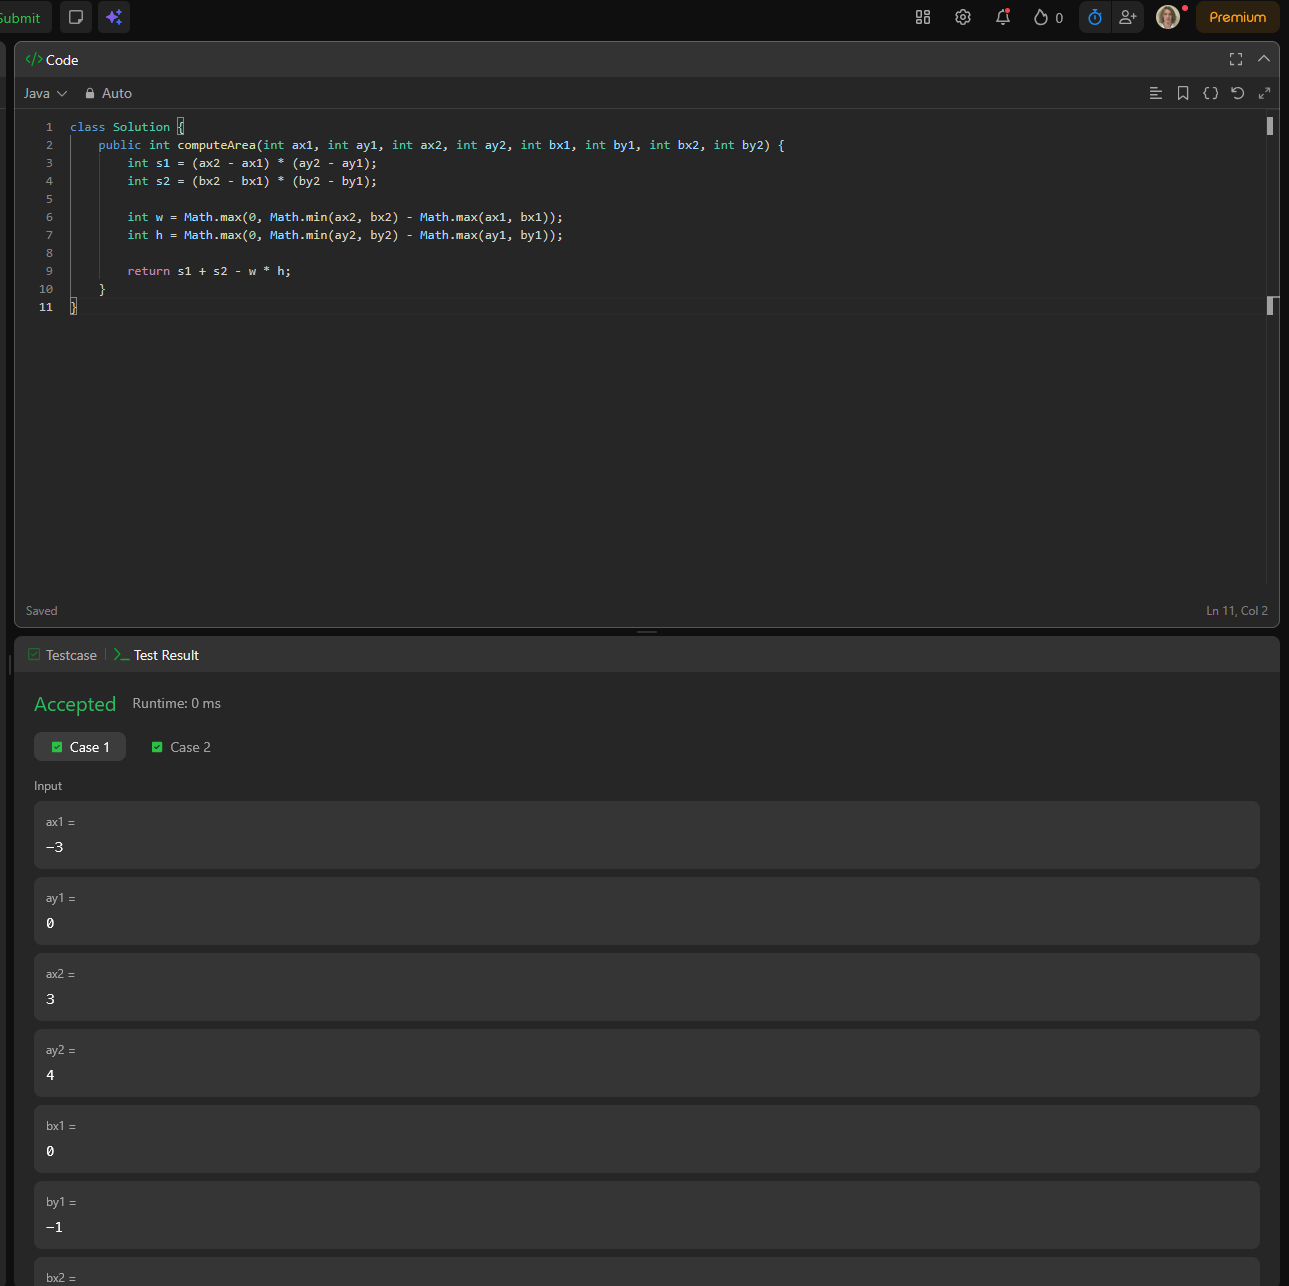 Submit
0
Premium
</> Code
Java
Auto
1 class Solution {
2 public int computeArea(int ax1, int ay1, int ax2, int ay2, int bx1, int by1, int bx2, int by2) {
3 int s1 = (ax2 - ax1) * (ay2 - ay1);
4 int s2 = (bx2 - bx1) * (by2 - by1);
5
6 int w = Math.max(0, Math.min(ax2, bx2) - Math.max(ax1, bx1));
7 int h = Math.max(0, Math.min(ay2, by2) - Math.max(ay1, by1));
8
9 return s1 + s2 - w * h;
10 }
11 }
Saved
Ln 11, Col 2
Testcase
Test Result
Accepted
Runtime: 0 ms
Case 1
Case 2
Input
ax1 =
-3
ay1 =
0
ax2 =
3
ay2 =
4
bx1 =
0
by1 =
-1
bx2 =